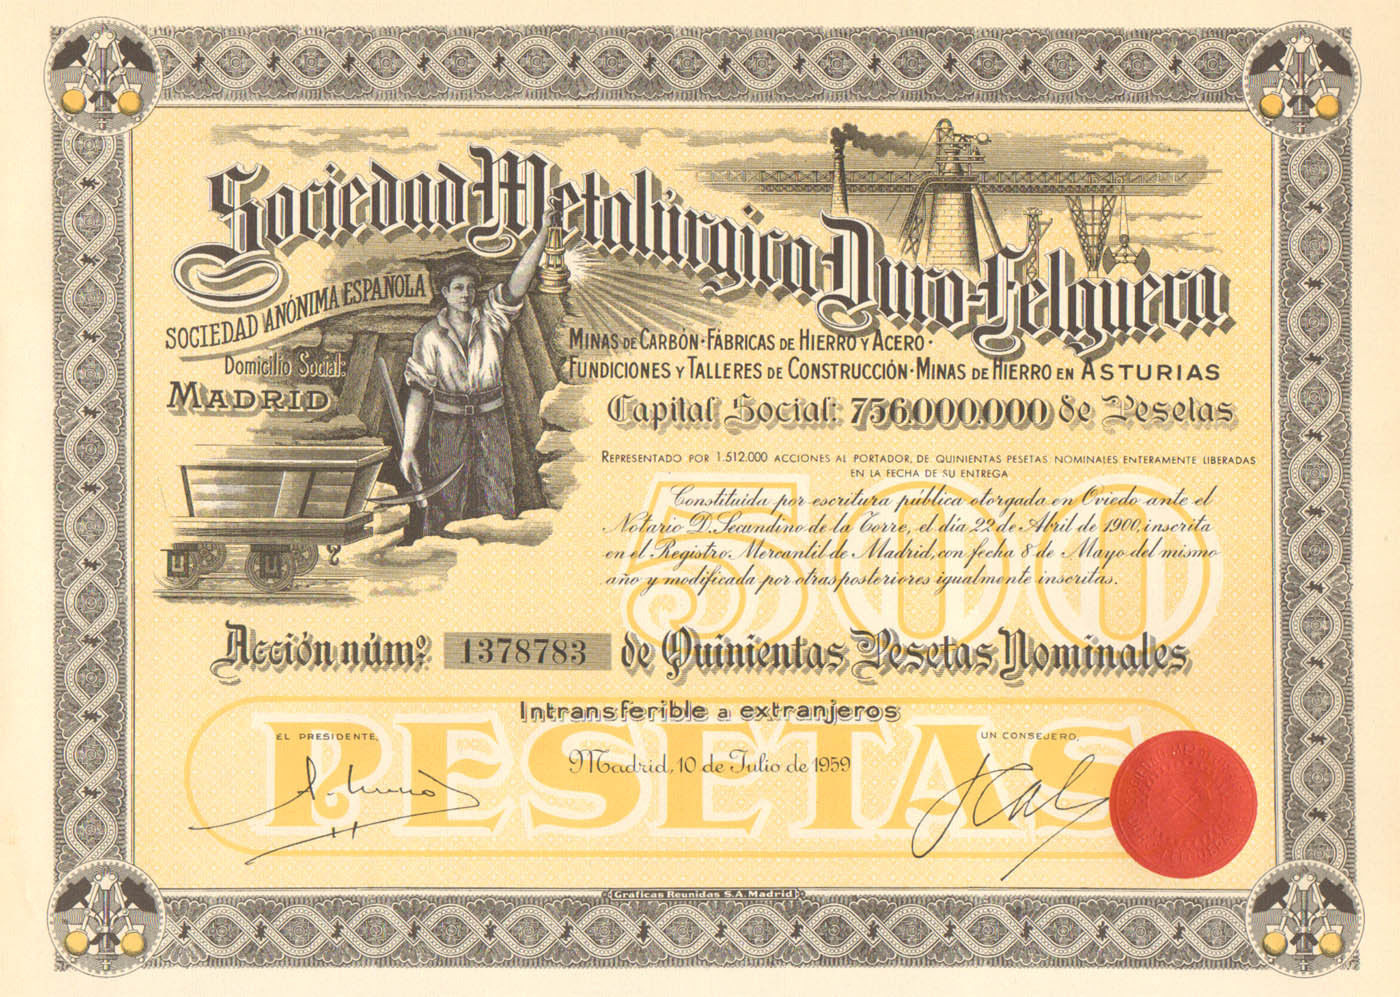 Sociedad Metalúrgica Duro-Felguera
SOCIEDAD ANÓNIMA ESPAÑOLA
Domicilio Social:
MADRID
MINAS DE CARBÓN · FÁBRICAS DE HIERRO Y ACERO ·
FUNDICIONES Y TALLERES DE CONSTRUCCIÓN · MINAS DE HIERRO EN ASTURIAS
Capital Social: 756.000.000 de Pesetas
REPRESENTADO POR 1.512.000 ACCIONES AL PORTADOR, DE QUINIENTAS PESETAS NOMINALES ENTERAMENTE LIBERADAS
EN LA FECHA DE SU ENTREGA
500
Constituida por escritura pública otorgada en Oviedo ante el
Notario D. Secundino de la Torre, el día 22 de Abril de 1900, inscrita
en el Registro Mercantil de Madrid, con fecha 8 de Mayo del mismo
año y modificada por otras posteriores igualmente inscritas.
Acción núm.º 1378783 de Quinientas Pesetas Nominales
Intransferible a extranjeros
PESETAS
EL PRESIDENTE,
UN CONSEJERO,
Madrid, 10 de Julio de 1959
Gráficas Reunidas S.A. Madrid